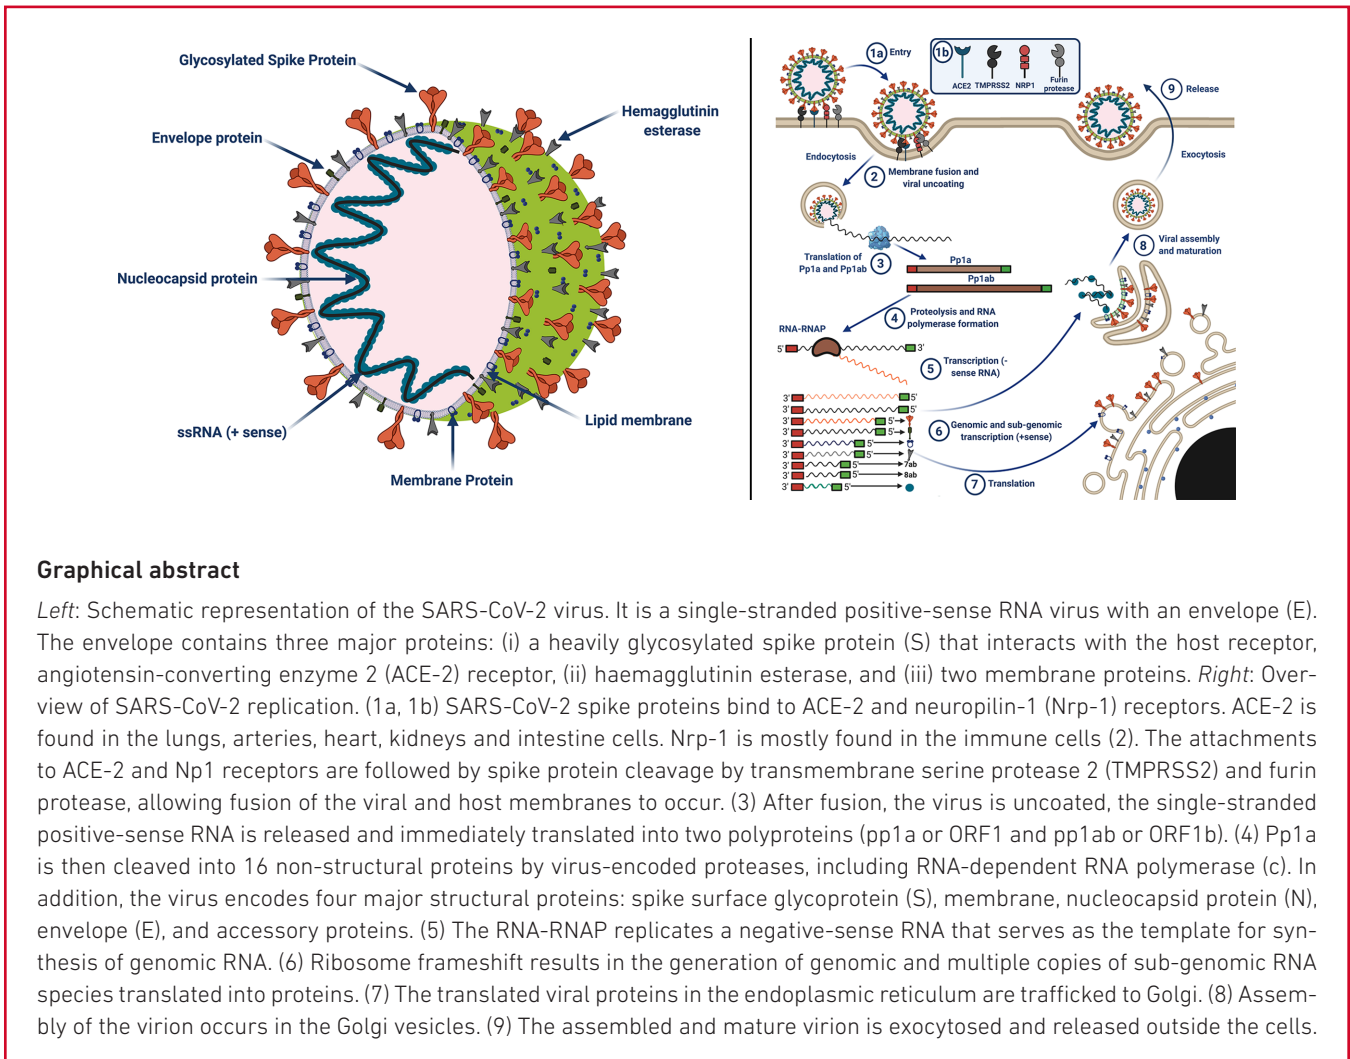 Glycosylated Spike Protein
Envelope protein
Hemagglutinin
esterase
Nucleocapsid protein
ssRNA (+ sense)
Lipid membrane
Membrane Protein
1a Entry
1b
ACE2 TMPRSS2 NRP1 Furin
protease
9 Release
Endocytosis
Exocytosis
2 Membrane fusion and
viral uncoating
Translation of
Pp1a and Pp1ab 3
Pp1a
Pp1ab
8 Viral assembly
and maturation
4 Proteolysis and RNA
polymerase formation
RNA-RNAP
5' 3'
5 Transcription (-
sense RNA)
3' 5'
3' 5'
3' 5'
3' 5'
3' 5'
3' 5'
3' 5' 7ab
3' 5' 8ab
3' 5'
6 Genomic and sub-genomic
transcription (+sense)
7 Translation
Graphical abstract
Left: Schematic representation of the SARS-CoV-2 virus. It is a single-stranded positive-sense RNA virus with an envelope (E).
The envelope contains three major proteins: (i) a heavily glycosylated spike protein (S) that interacts with the host receptor,
angiotensin-converting enzyme 2 (ACE-2) receptor, (ii) haemagglutinin esterase, and (iii) two membrane proteins. Right: Over-
view of SARS-CoV-2 replication. (1a, 1b) SARS-CoV-2 spike proteins bind to ACE-2 and neuropilin-1 (Nrp-1) receptors. ACE-2 is
found in the lungs, arteries, heart, kidneys and intestine cells. Nrp-1 is mostly found in the immune cells (2). The attachments
to ACE-2 and Np1 receptors are followed by spike protein cleavage by transmembrane serine protease 2 (TMPRSS2) and furin
protease, allowing fusion of the viral and host membranes to occur. (3) After fusion, the virus is uncoated, the single-stranded
positive-sense RNA is released and immediately translated into two polyproteins (pp1a or ORF1 and pp1ab or ORF1b). (4) Pp1a
is then cleaved into 16 non-structural proteins by virus-encoded proteases, including RNA-dependent RNA polymerase (c). In
addition, the virus encodes four major structural proteins: spike surface glycoprotein (S), membrane, nucleocapsid protein (N),
envelope (E), and accessory proteins. (5) The RNA-RNAP replicates a negative-sense RNA that serves as the template for syn-
thesis of genomic RNA. (6) Ribosome frameshift results in the generation of genomic and multiple copies of sub-genomic RNA
species translated into proteins. (7) The translated viral proteins in the endoplasmic reticulum are trafficked to Golgi. (8) Assem-
bly of the virion occurs in the Golgi vesicles. (9) The assembled and mature virion is exocytosed and released outside the cells.